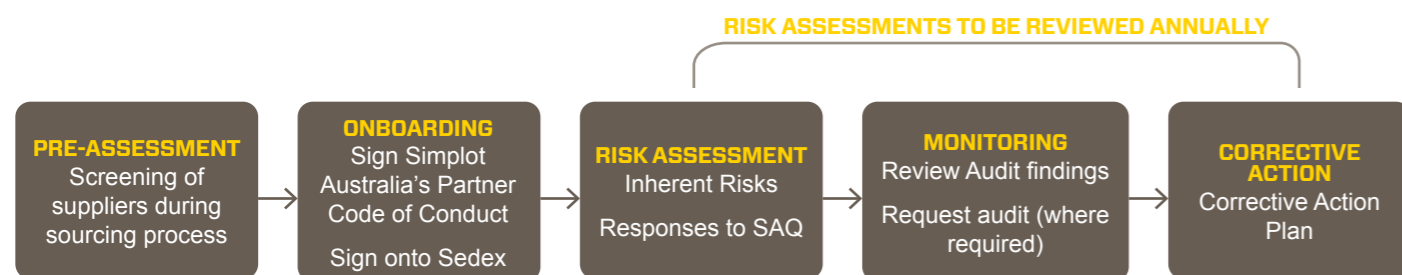 RISK ASSESSMENTS TO BE REVIEWED ANNUALLY
PRE-ASSESSMENT
Screening of
suppliers during
sourcing process
ONBOARDING
Sign Simplot
Australia's Partner
Code of Conduct
Sign onto Sedex
RISK ASSESSMENT
Inherent Risks
Responses to SAQ
MONITORING
Review Audit findings
Request audit (where
required)
CORRECTIVE
ACTION
Corrective Action
Plan